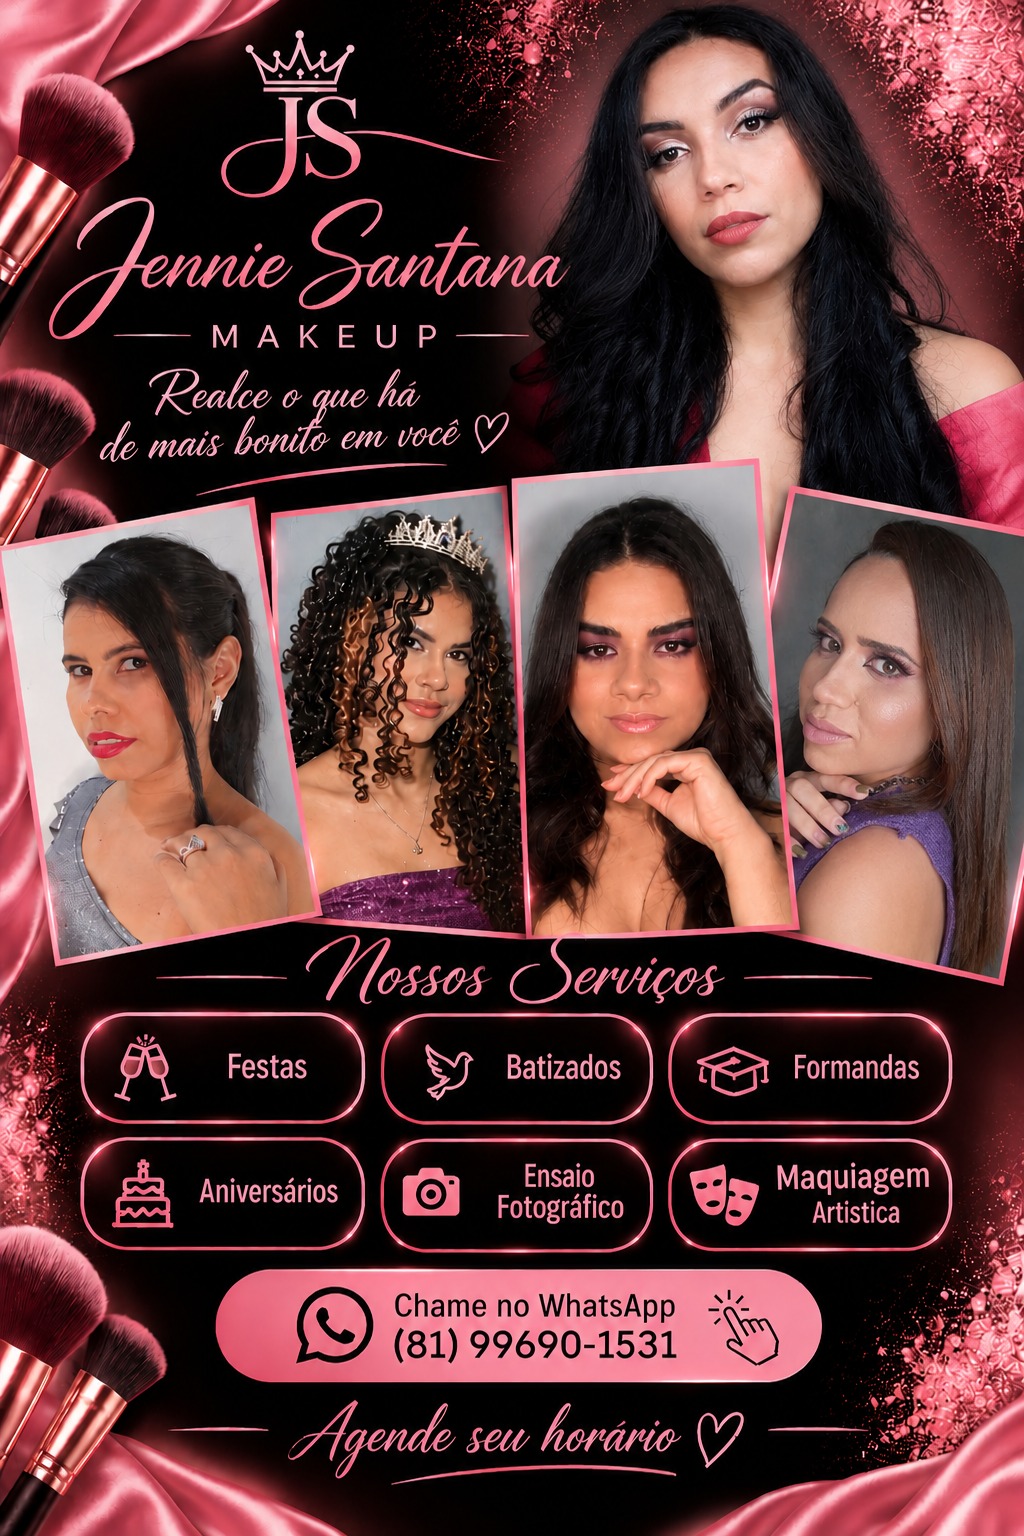 JS
Jennie Santana
MAKEUP
Realce o que há
de mais bonito em você
Nossos Serviços
Festas
Batizados
Formandas
Aniversários
Ensaio
Fotográfico
Maquiagem
Artistica
Chame no WhatsApp
(81) 99690-1531
Agende seu horário